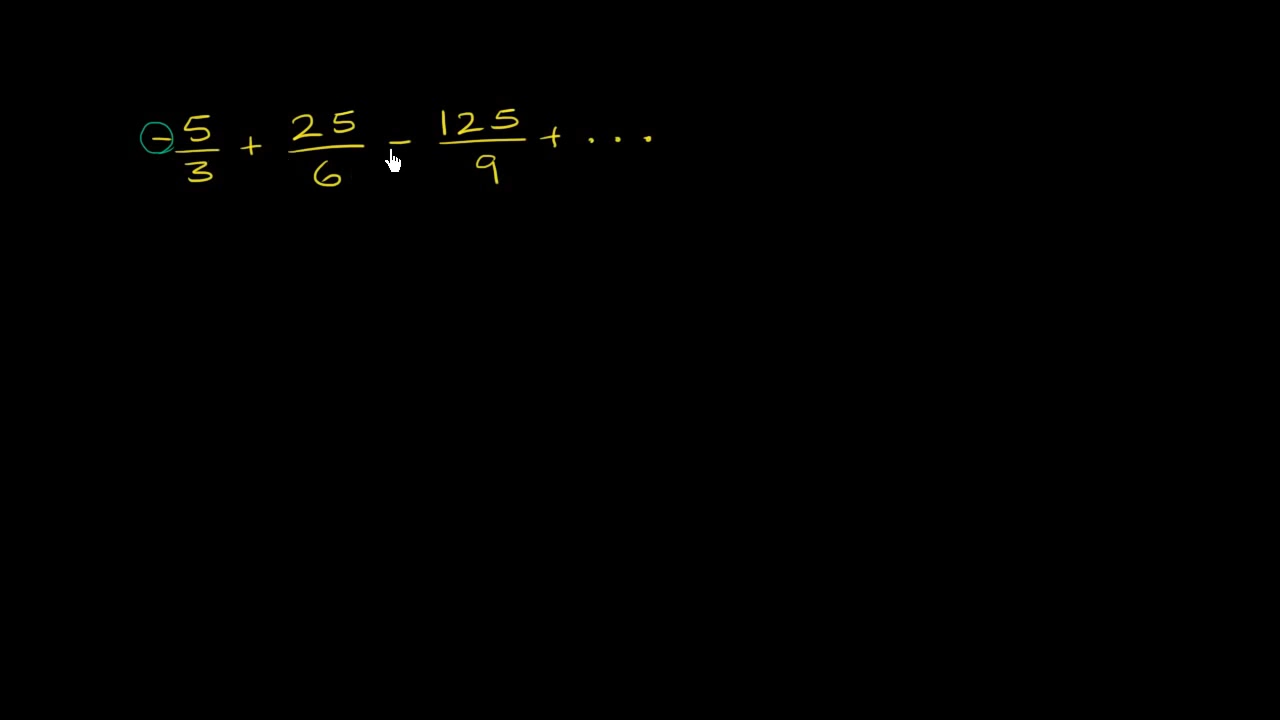 - 5/3 + 25/6 - 125/9 + ...